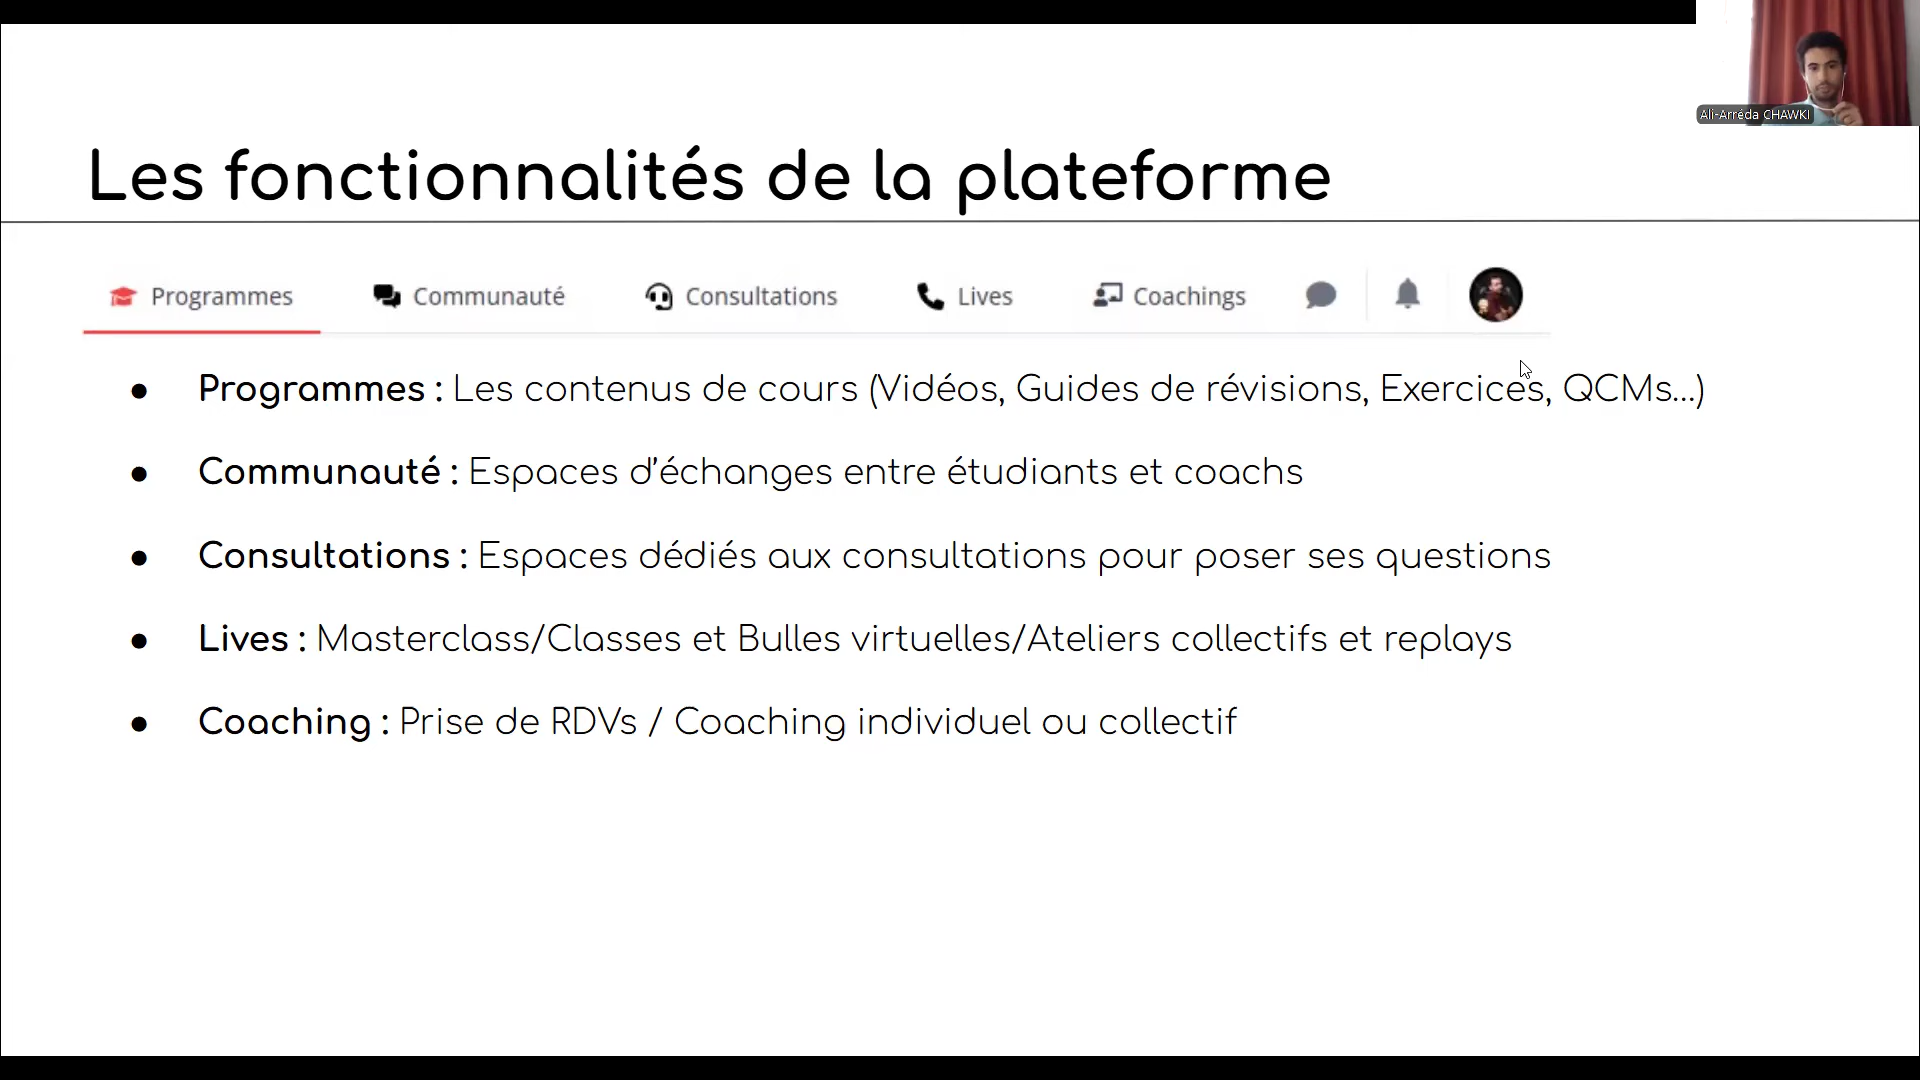 Ali-Arréda CHAWKI
Les fonctionnalités de la plateforme
Programmes Communauté Consultations Lives Coachings
● Programmes : Les contenus de cours (Vidéos, Guides de révisions, Exercices, QCMs...)
● Communauté : Espaces d’échanges entre étudiants et coachs
● Consultations : Espaces dédiés aux consultations pour poser ses questions
● Lives : Masterclass/Classes et Bulles virtuelles/Ateliers collectifs et replays
● Coaching : Prise de RDVs / Coaching individuel ou collectif